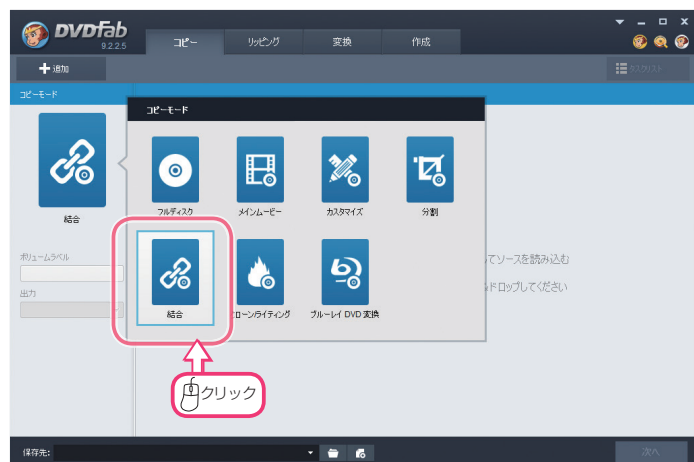 DVDFab
9.2.2.5
コピー
リッピング
変換
作成
追加
タスクリスト
コピーモード
コピーモード
フルディスク
メインムービー
カスタマイズ
分割
結合
結合
ローン/ライティング
ブルーレイ DVD 変換
ボリュームラベル
出力
てソースを読み込む
ドロップしてください
クリック
保存先:
次へ